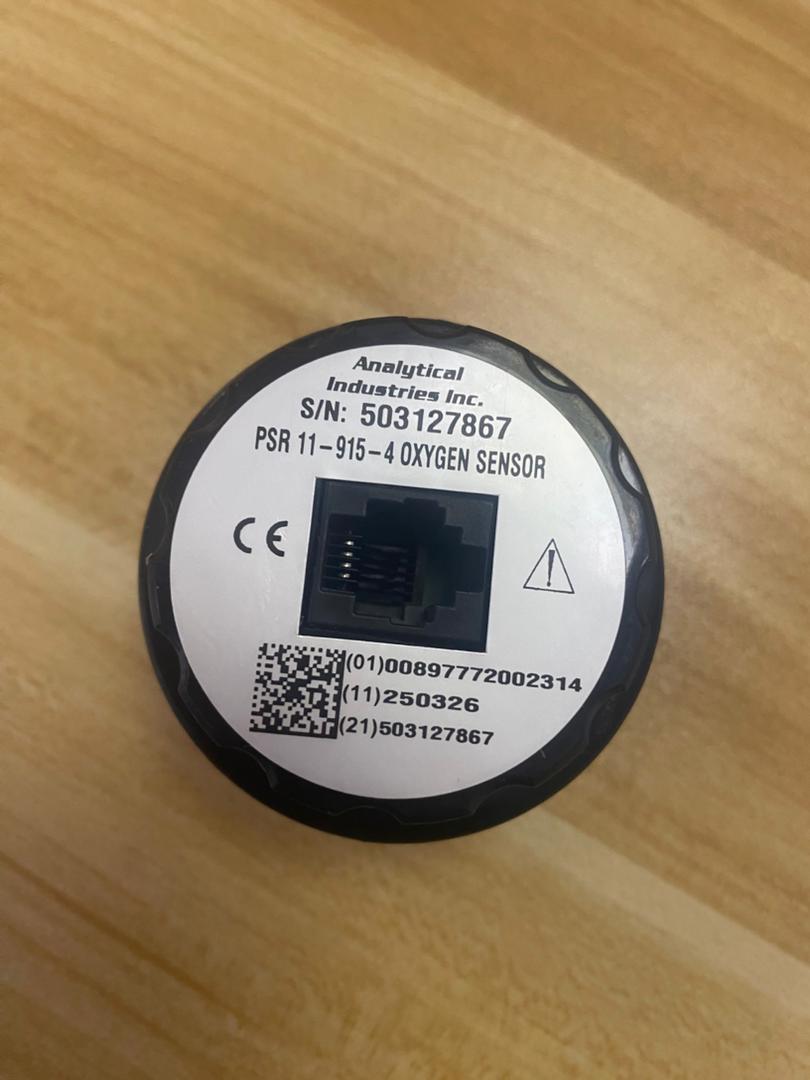 Analytical
Industries Inc.
S/N: 503127867
PSR 11-915-4 OXYGEN SENSOR
CE
(01)00897772002314
(11)250326
(21)503127867